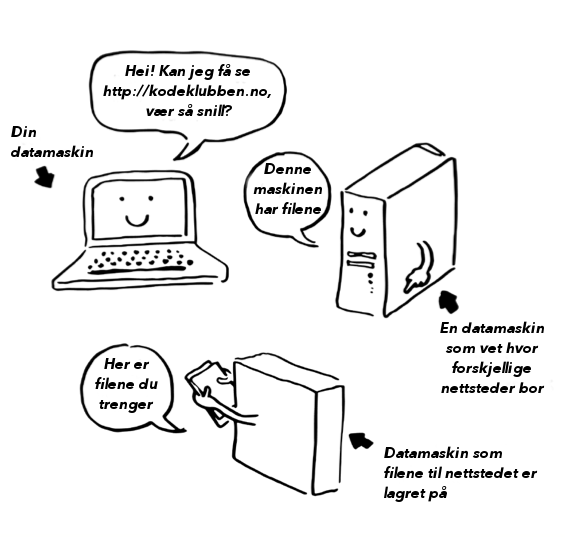 Hei! Kan jeg få se
http://kodeklubben.no,
vær så snill?
Din
datamaskin
Denne
maskinen
har filene
En datamaskin
som vet hvor
forskjellige
nettsteder bor
Her er
filene du
trenger
Datamaskin som
filene til nettstedet er
lagret på